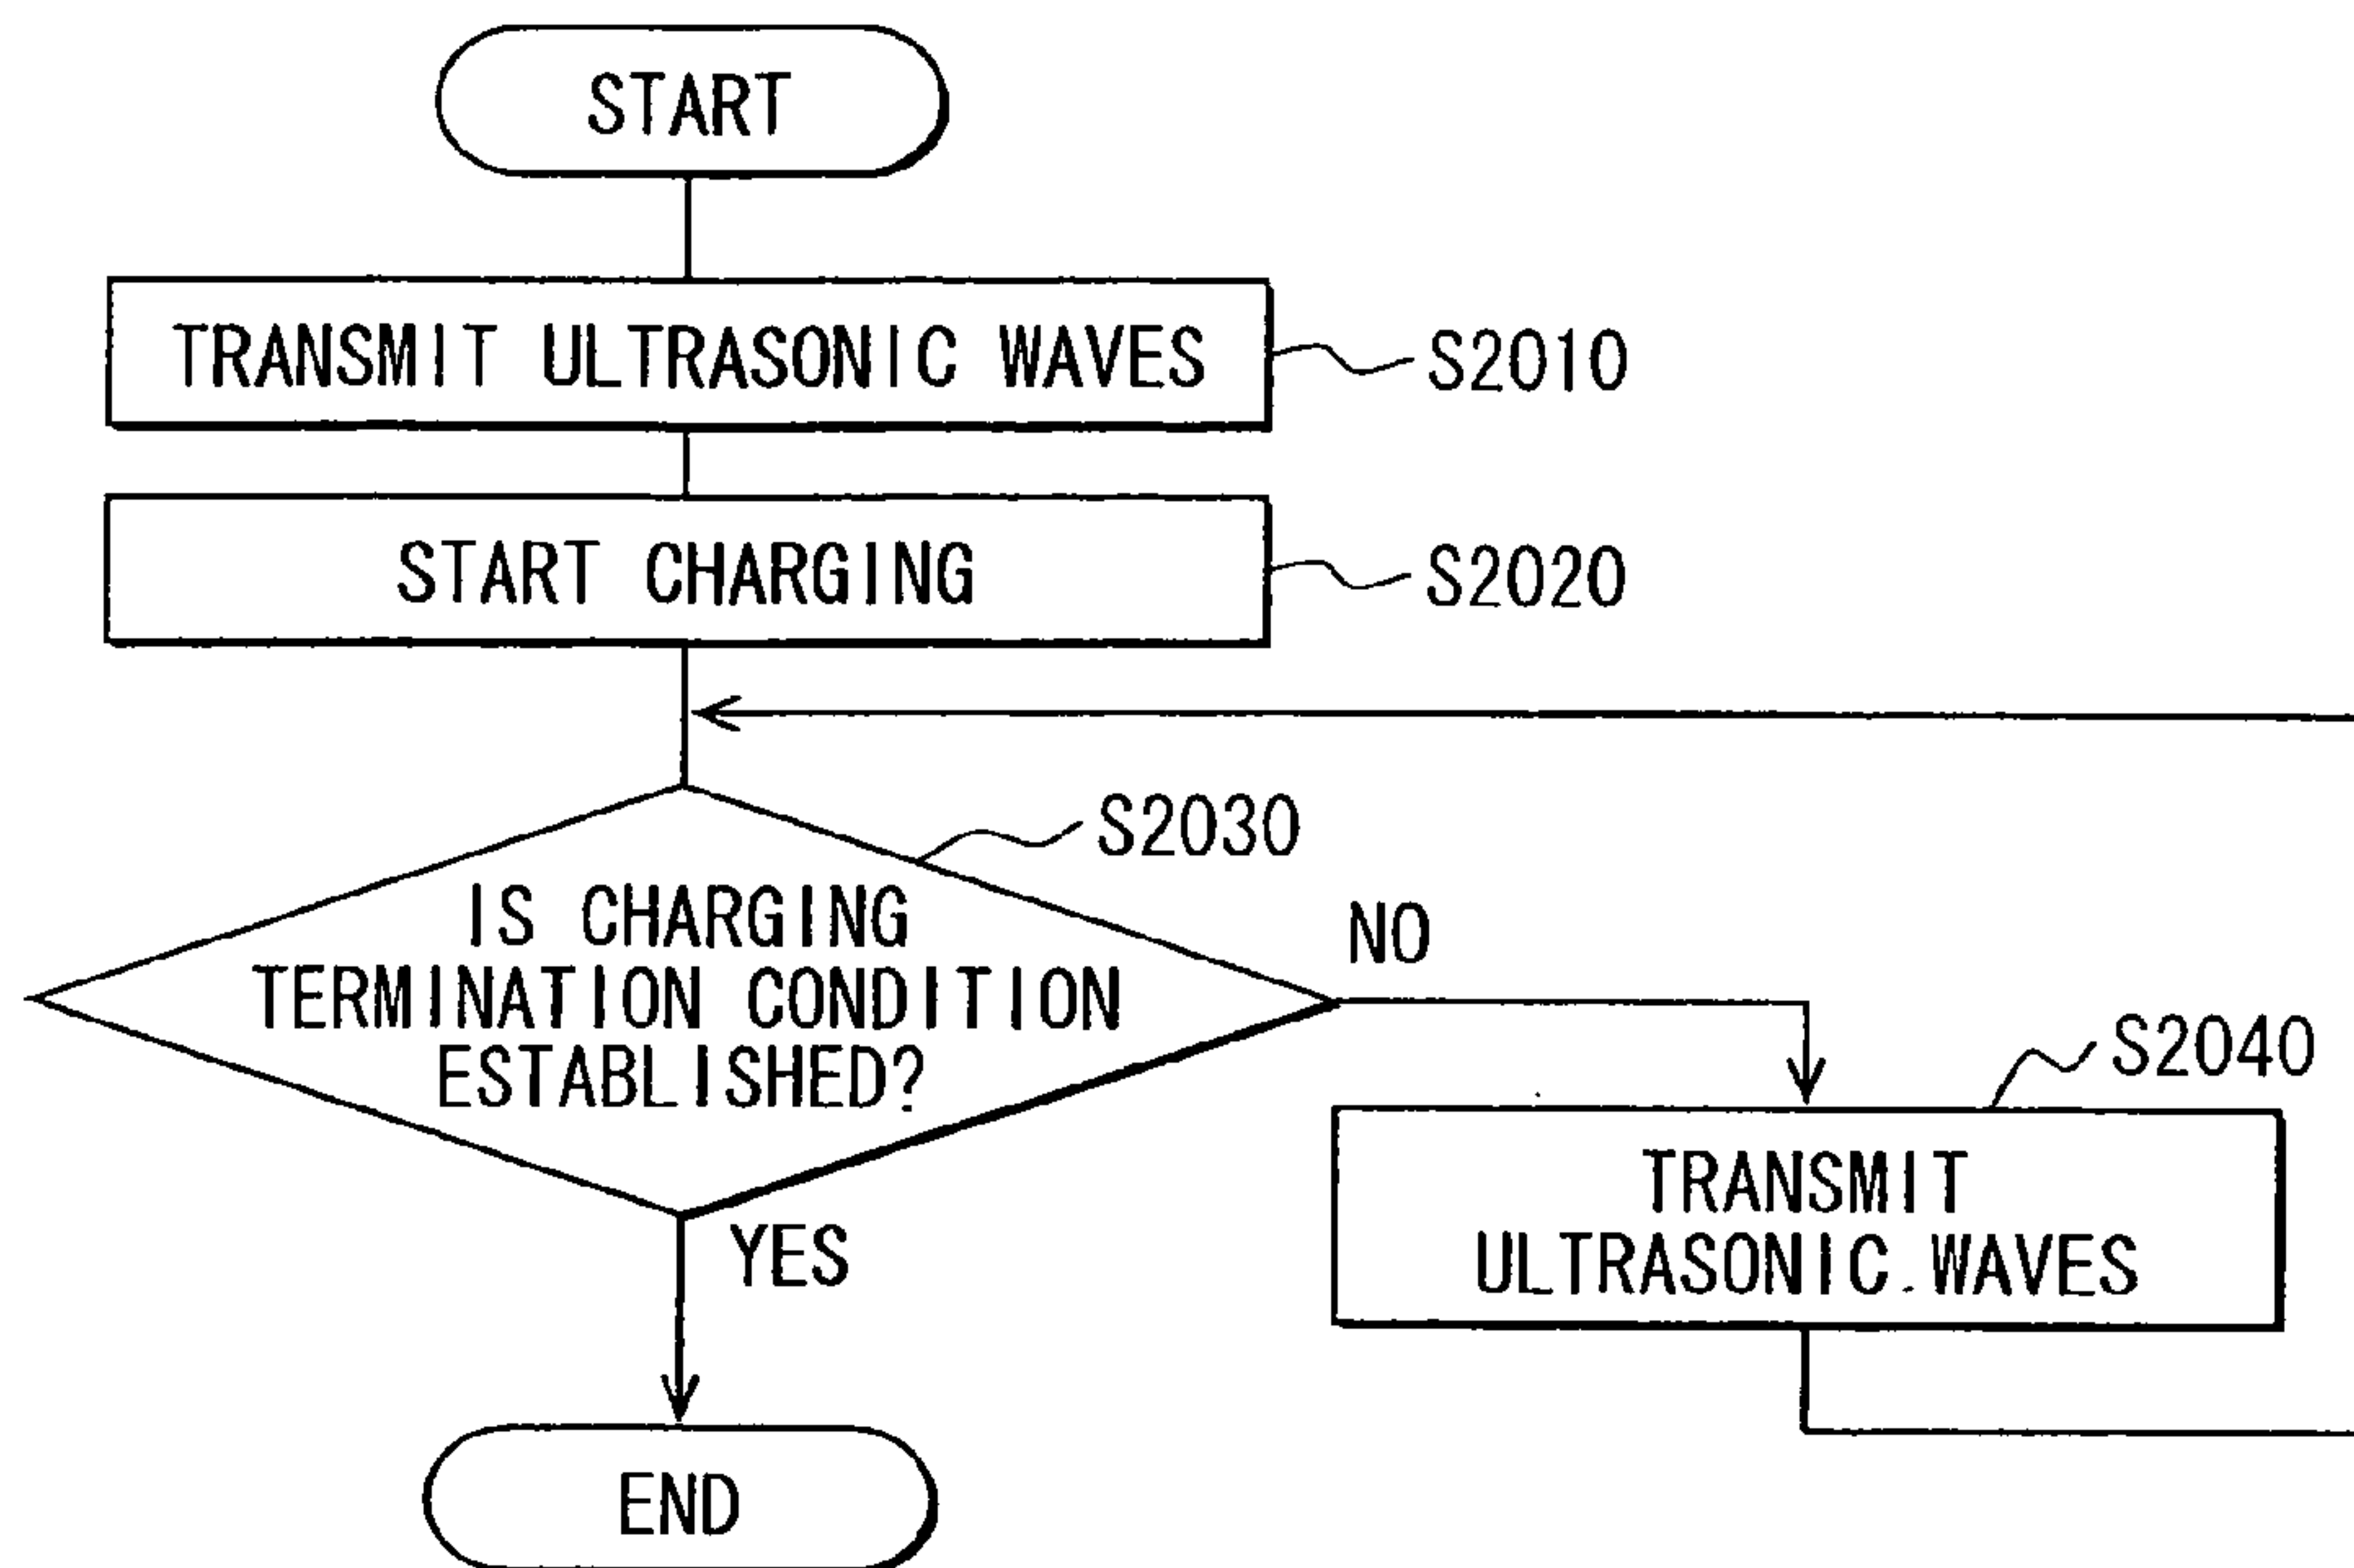 START
TRANSMIT ULTRASONIC WAVES
S2010
START CHARGING
S2020
S2030
IS CHARGING
TERMINATION CONDITION
ESTABLISHED?
NO
S2040
TRANSMIT
ULTRASONIC WAVES
YES
END